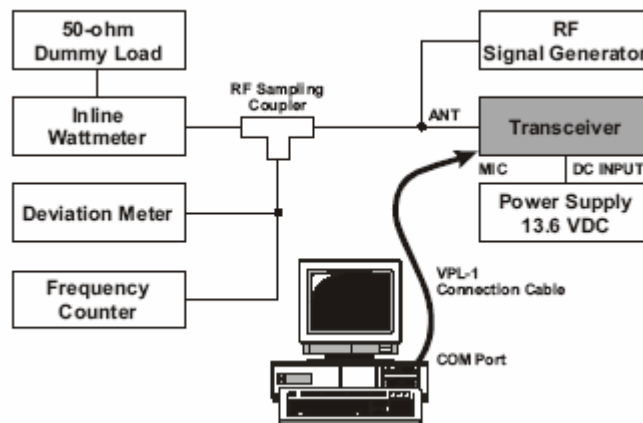 50-ohm
Dummy Load
RF
Signal Generator
RF Sampling
Coupler
Inline
Wattmeter
ANT
Transceiver
MIC
DC INPUT
Deviation Meter
Power Supply
13.6 VDC
Frequency
Counter
VPL-1
Connection Cable
COM Port